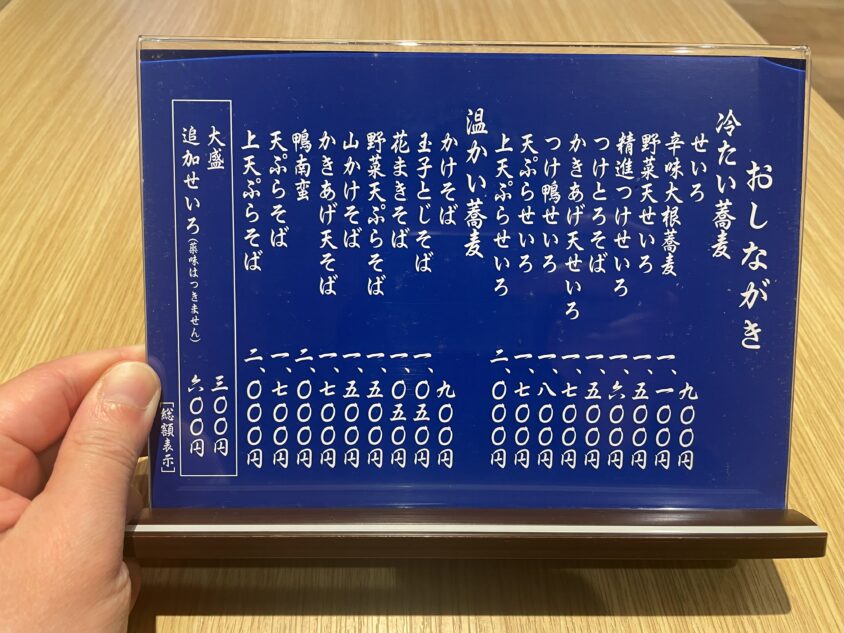 おしながき
冷たい蕎麦
せいろ 九〇〇円
辛味大根蕎麦 一、一〇〇円
野菜天せいろ 一、五〇〇円
精進つけせいろ 一、六〇〇円
つけとろそば 一、五〇〇円
かきあげ天せいろ 一、七〇〇円
つけ鴨せいろ 一、八〇〇円
天ぷらせいろ 一、七〇〇円
上天ぷらせいろ 二、〇〇〇円
温かい蕎麦
かけそば 九〇〇円
玉子とじそば 一、〇五〇円
花まきそば 一、〇五〇円
野菜天ぷらそば 一、五〇〇円
山かけそば 一、五〇〇円
かきあげ天そば 一、七〇〇円
鴨南蛮 二、〇〇〇円
天ぷらそば 一、七〇〇円
上天ぷらそば 二、〇〇〇円
大盛 三〇〇円
追加せいろ(薬味はつきません) 六〇〇円
「総額表示」